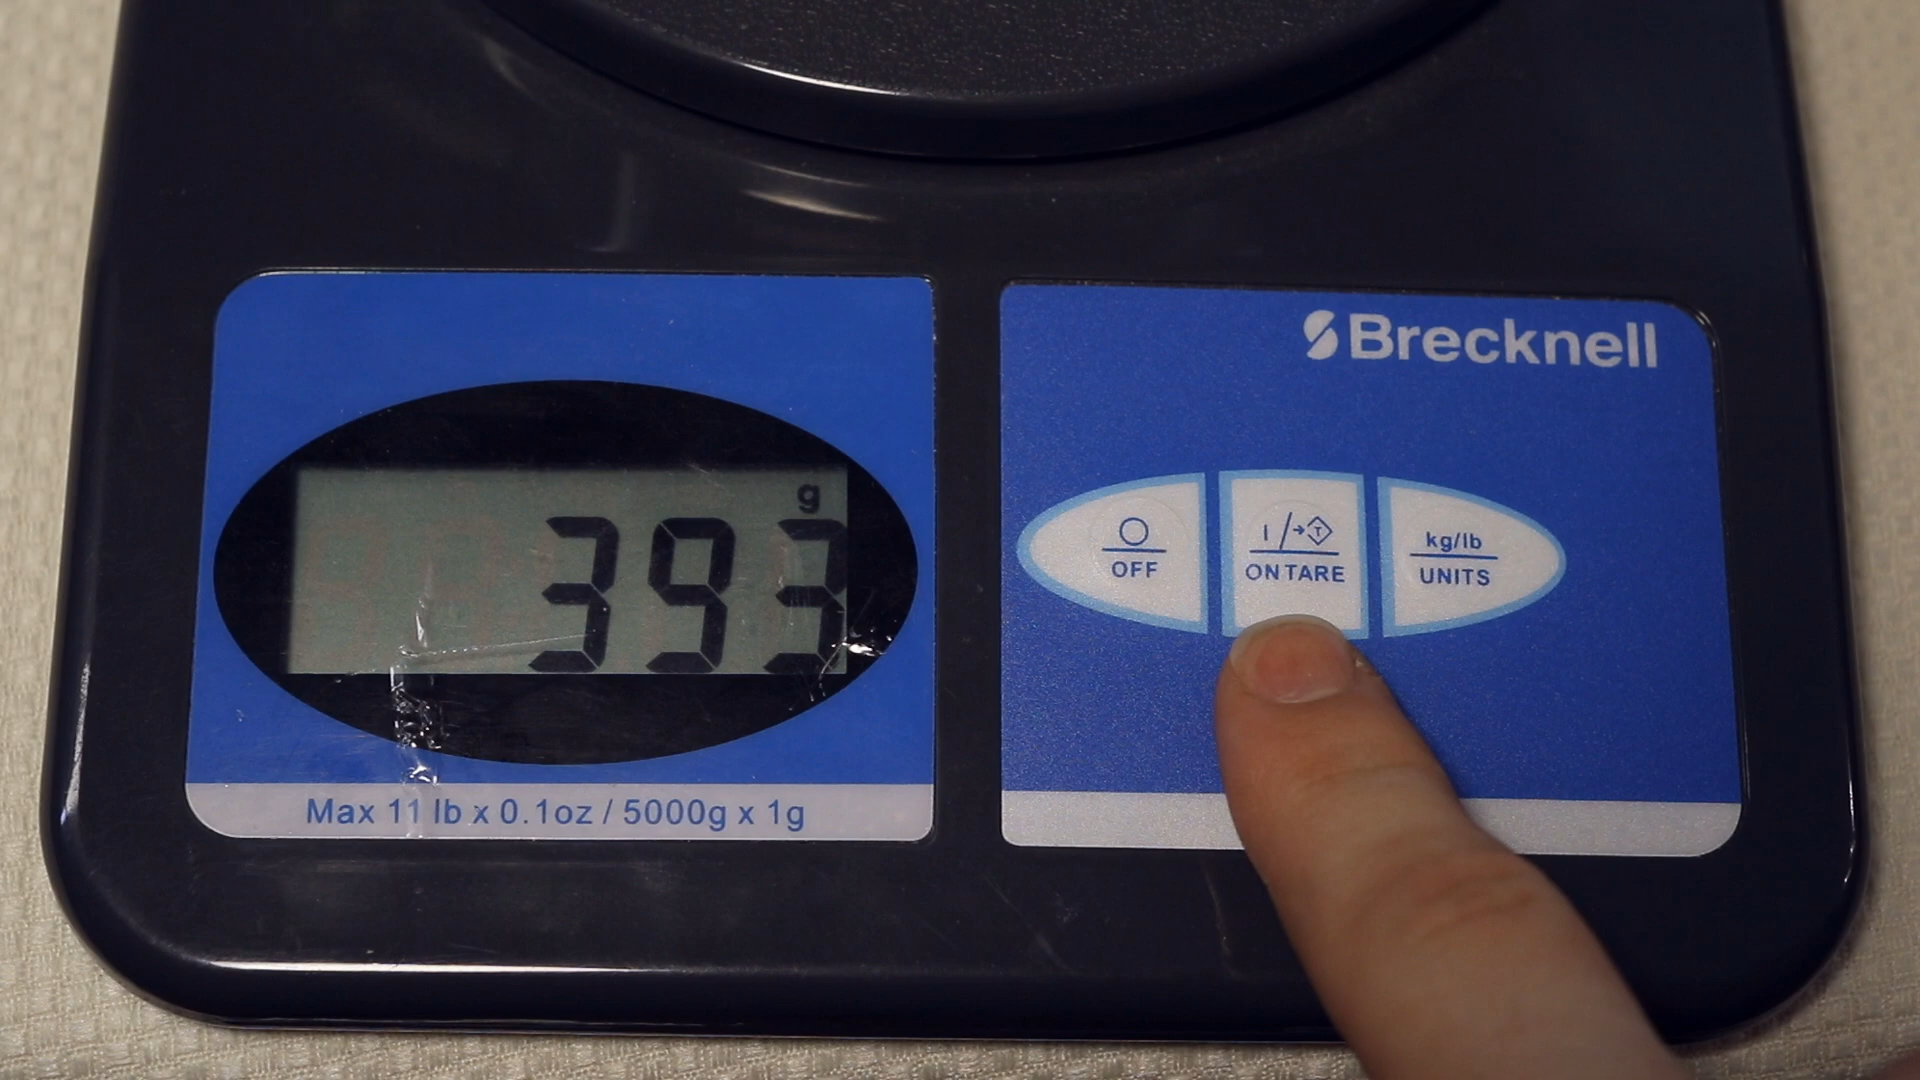 Brecknell
g
393
OFF
I/→T
ON TARE
kg/lb
UNITS
Max 11 lb x 0.1oz / 5000g x 1g